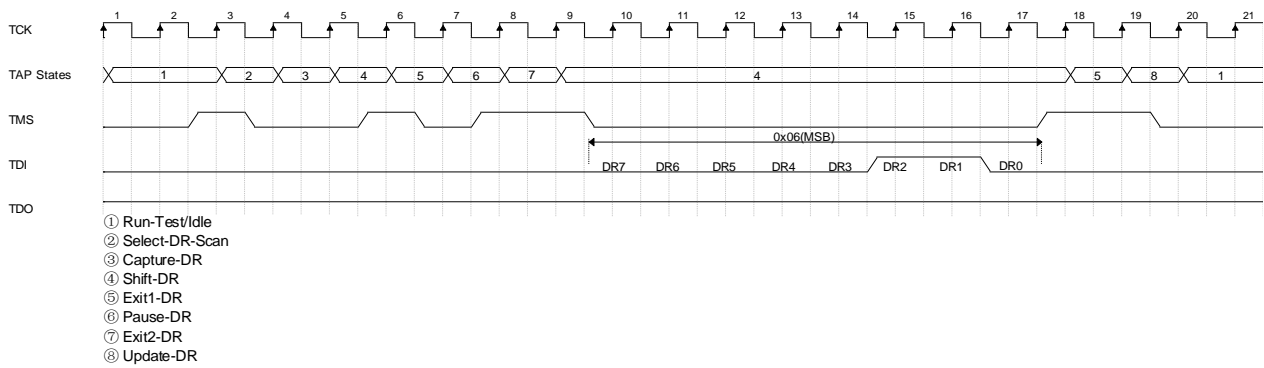 1 2 3 4 5 6 7 8 9 10 11 12 13 14 15 16 17 18 19 20 21
TCK
TAP States 1 2 3 4 5 6 7 4 5 8 1
TMS
0x06(MSB)
TDI DR7 DR6 DR5 DR4 DR3 DR2 DR1 DR0
TDO
① Run-Test/Idle
② Select-DR-Scan
③ Capture-DR
④ Shift-DR
⑤ Exit1-DR
⑥ Pause-DR
⑦ Exit2-DR
⑧ Update-DR